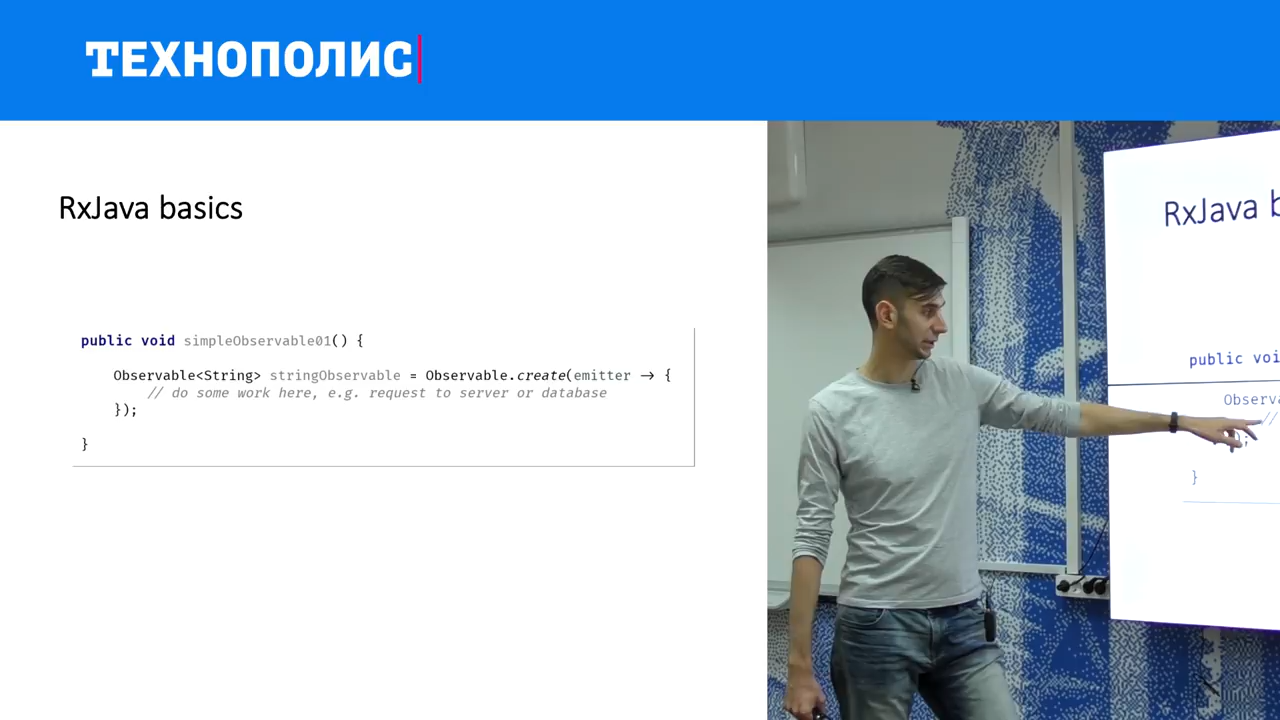 ТЕХНОПОЛИС
RxJava basics
public void simpleObservable01() {
Observable<String> stringObservable = Observable.create(emitter → {
// do some work here, e.g. request to server or database
});
}
RxJava b
public voi
Observa
//
;
}